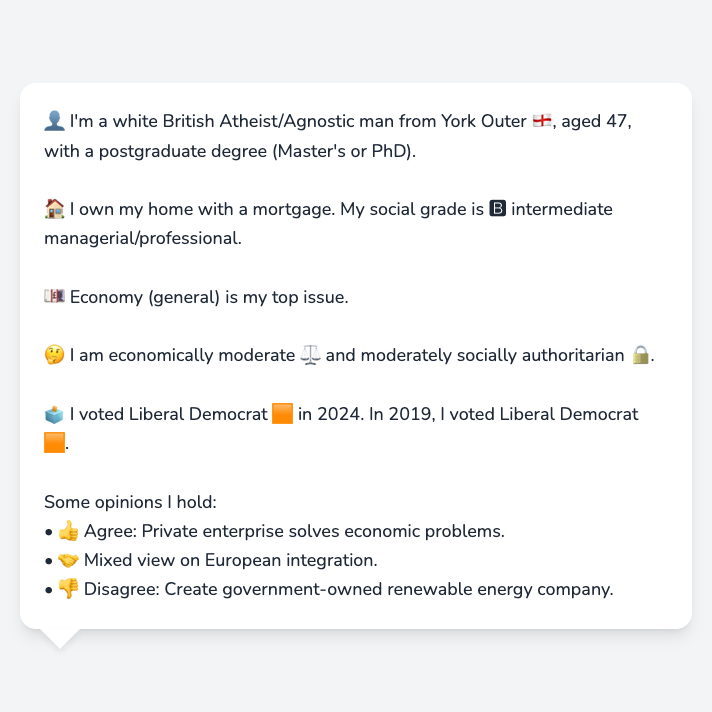 👤 I'm a white British Atheist/Agnostic man from York Outer 🏴󠁧󠁢󠁥󠁮󠁧󠁿, aged 47,
with a postgraduate degree (Master's or PhD).
🏠 I own my home with a mortgage. My social grade is 🅱 intermediate
managerial/professional.
💷 Economy (general) is my top issue.
🤔 I am economically moderate ⚖️ and moderately socially authoritarian 🔒.
🗳️ I voted Liberal Democrat 🟧 in 2024. In 2019, I voted Liberal Democrat
🟧.
Some opinions I hold:
• 👍 Agree: Private enterprise solves economic problems.
• 🤝 Mixed view on European integration.
• 👎 Disagree: Create government-owned renewable energy company.